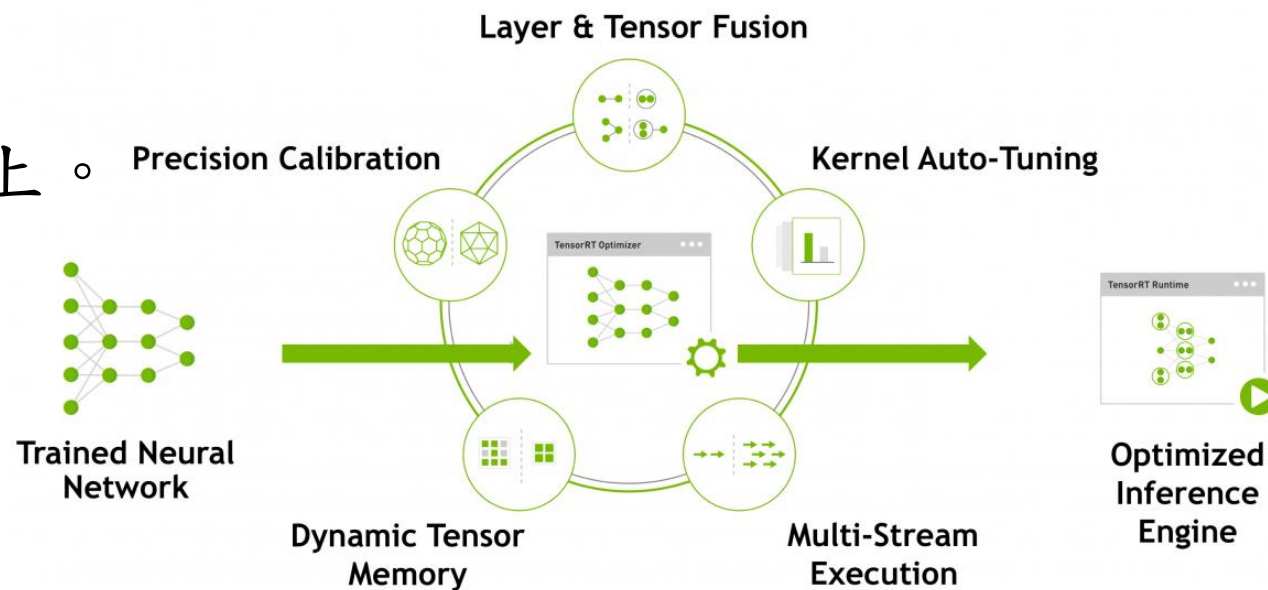 Layer & Tensor Fusion
上。
Precision Calibration
Kernel Auto-Tuning
TensorRT Optimizer
TensorRT Runtime
Trained Neural
Network
Optimized
Inference
Engine
Dynamic Tensor
Memory
Multi-Stream
Execution